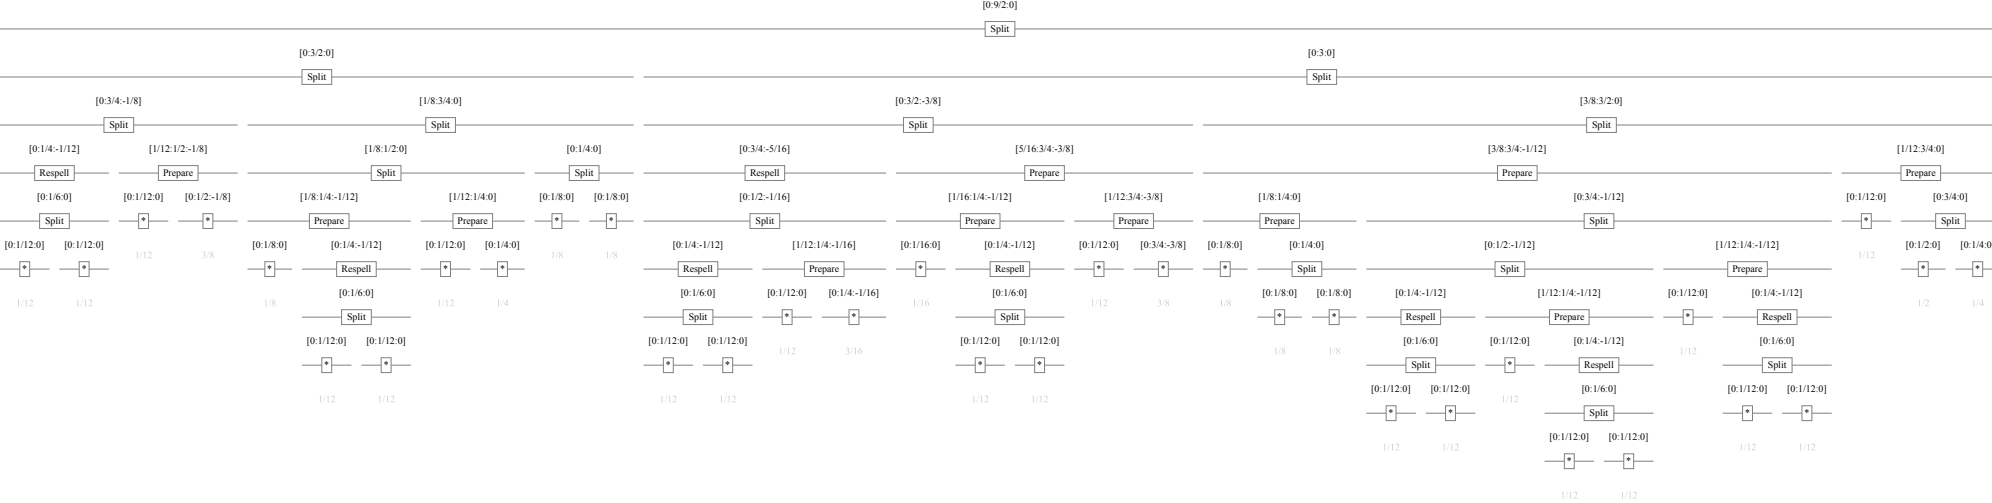 [0:9/2:0]
Split
[0:3/2:0] [0:3:0]
Split Split
[0:3/4:-1/8] [1/8:3/4:0] [0:3/2:-3/8] [3/8:3/2:0]
Split Split Split Split
[0:1/4:-1/12] [1/12:1/2:-1/8] [1/8:1/2:0] [0:1/4:0] [0:3/4:-5/16] [5/16:3/4:-3/8] [3/8:3/4:-1/12] [1/12:3/4:0]
Respell Prepare Split Split Respell Prepare Prepare Prepare
[0:1/6:0] [0:1/12:0] [0:1/2:-1/8] [1/8:1/4:-1/12] [1/12:1/4:0] [0:1/8:0] [0:1/8:0] [0:1/2:-1/16] [1/16:1/4:-1/12] [1/12:3/4:-3/8] [1/8:1/4:0] [0:3/4:-1/12] [0:1/12:0] [0:3/4:0]
Split * * Prepare Prepare * * Split Prepare Prepare Prepare Split * Split
[0:1/12:0] [0:1/12:0] 1/12 3/8 [0:1/8:0] [0:1/4:-1/12] [0:1/12:0] [0:1/4:0] 1/8 1/8 [0:1/4:-1/12] [1/12:1/4:-1/16] [0:1/16:0] [0:1/4:-1/12] [0:1/12:0] [0:3/4:-3/8] [0:1/8:0] [0:1/4:0] [0:1/2:-1/12] [1/12:1/4:-1/12] 1/12 [0:1/2:0] [0:1/4:0
* * * Respell * * Respell Prepare * Respell * * * Split Split Prepare * *
1/12 1/12 1/8 [0:1/6:0] 1/12 1/4 [0:1/6:0] [0:1/12:0] [0:1/4:-1/16] 1/16 [0:1/6:0] 1/12 3/8 1/8 [0:1/8:0] [0:1/8:0] [0:1/4:-1/12] [1/12:1/4:-1/12] [0:1/12:0] [0:1/4:-1/12] 1/2 1/4
Split Split * * Split * * Respell Prepare * Respell
[0:1/12:0] [0:1/12:0] [0:1/12:0] [0:1/12:0] 1/12 3/16 [0:1/12:0] [0:1/12:0] 1/8 1/8 [0:1/6:0] [0:1/12:0] [0:1/4:-1/12] 1/12 [0:1/6:0]
* * * * * * Split * Respell Split
1/12 1/12 1/12 1/12 1/12 1/12 [0:1/12:0] [0:1/12:0] 1/12 [0:1/6:0] [0:1/12:0] [0:1/12:0]
* * Split * *
1/12 1/12 [0:1/12:0] [0:1/12:0] 1/12 1/12
* *
1/12 1/12